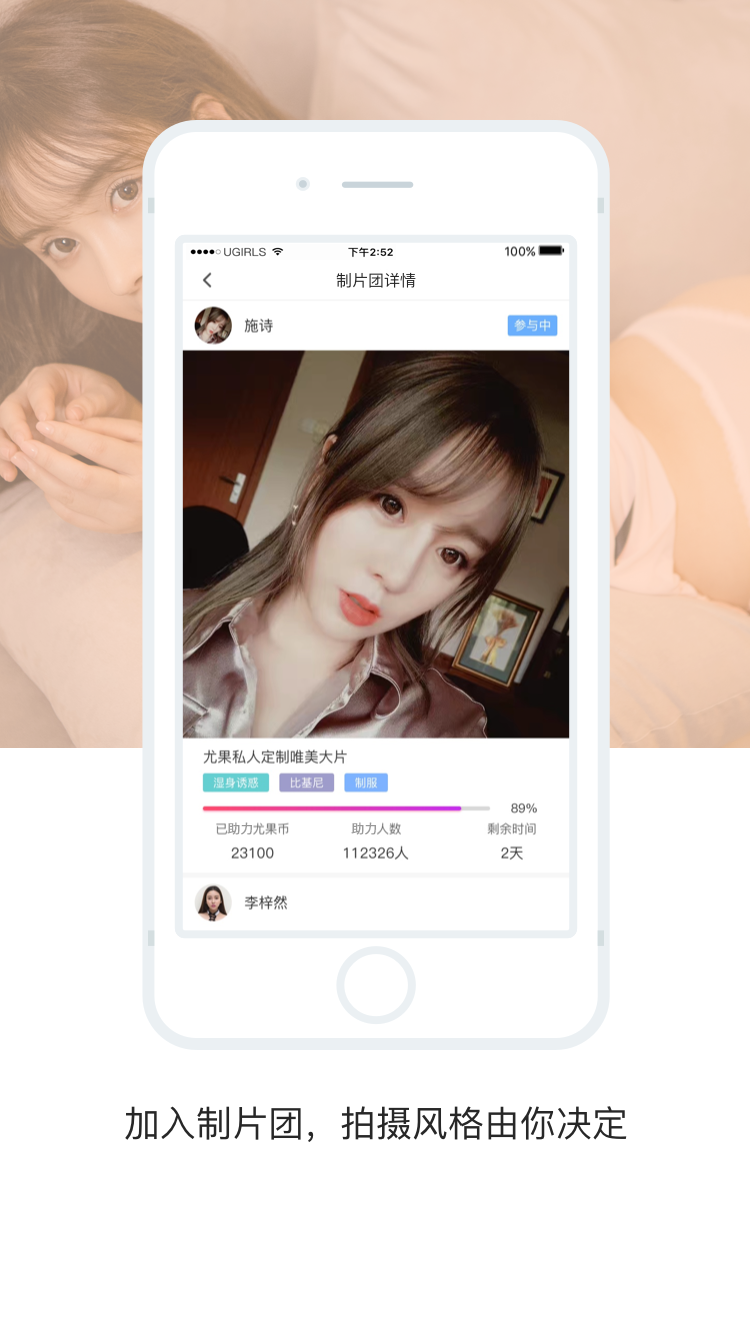 UGIRLS 下午2:52 100%
制片团详情
施诗 参与中
尤果私人定制唯美大片
湿身诱惑 比基尼 制服
89%
已助力尤果币 助力人数 剩余时间
23100 112326人 2天
李梓然
加入制片团，拍摄风格由你决定